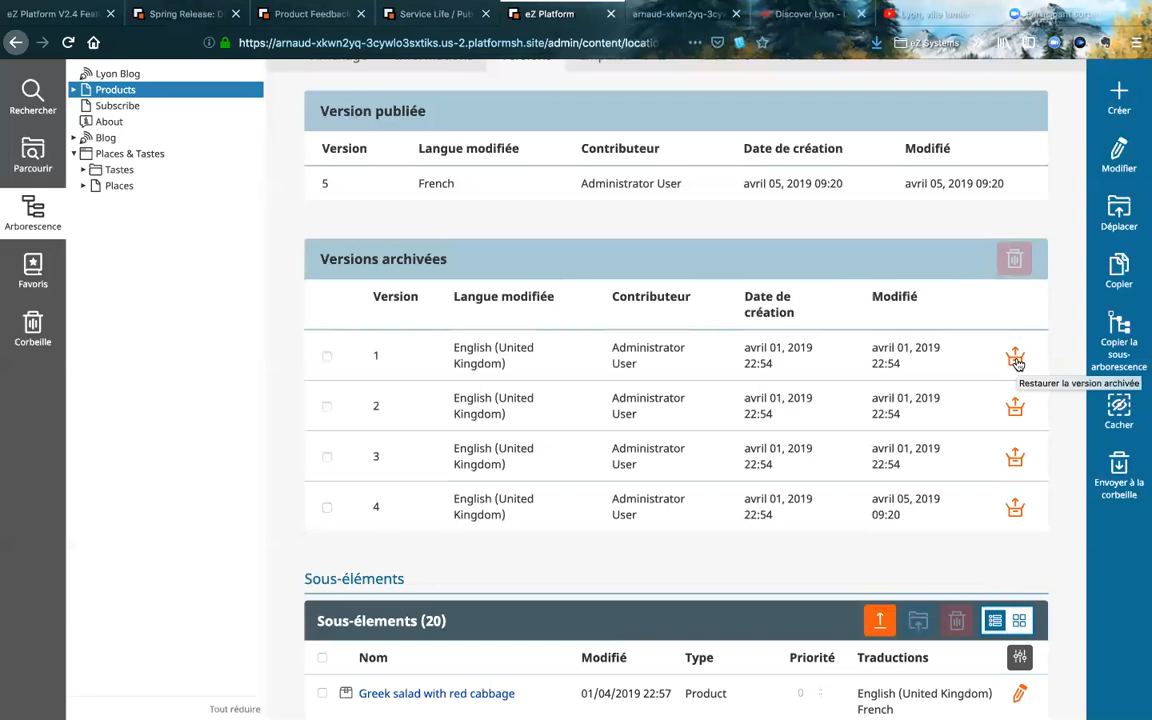 eZ Platform V2.4 Feat
Spring Release: D
Product Feedback
Service Life / Pub
eZ Platform
arnaud-xkwn2yq-3cyw
Discover Lyon -
Lyon, ville lumiè
https://arnaud-xkwn2yq-3cywlo3sxtiks.us-2.platformsh.site/admin/content/locatio
eZ Systems
Rechercher
Parcourir
Arborescence
Favoris
Corbeille
Lyon Blog
Products
Subscribe
About
Blog
Places & Tastes
Tastes
Places
Tout réduire
Version publiée
Version Langue modifiée Contributeur Date de création Modifié
5 French Administrator User avril 05, 2019 09:20 avril 05, 2019 09:20
Versions archivées
Version Langue modifiée Contributeur Date de Modifié
création
1 English (United Administrator avril 01, 2019 avril 01, 2019
Kingdom) User 22:54 22:54
Restaurer la version archivée
2 English (United Administrator avril 01, 2019 avril 01, 2019
Kingdom) User 22:54 22:54
3 English (United Administrator avril 01, 2019 avril 01, 2019
Kingdom) User 22:54 22:54
4 English (United Administrator avril 01, 2019 avril 05, 2019
Kingdom) User 22:54 09:20
Sous-éléments
Sous-élements (20)
Nom Modifié Type Priorité Traductions
Greek salad with red cabbage 01/04/2019 22:57 Product 0 English (United Kingdom)
French
Créer
Modifier
Déplacer
Copier
Copier la
sous-
arborescence
Cacher
Envoyer à la
corbeille